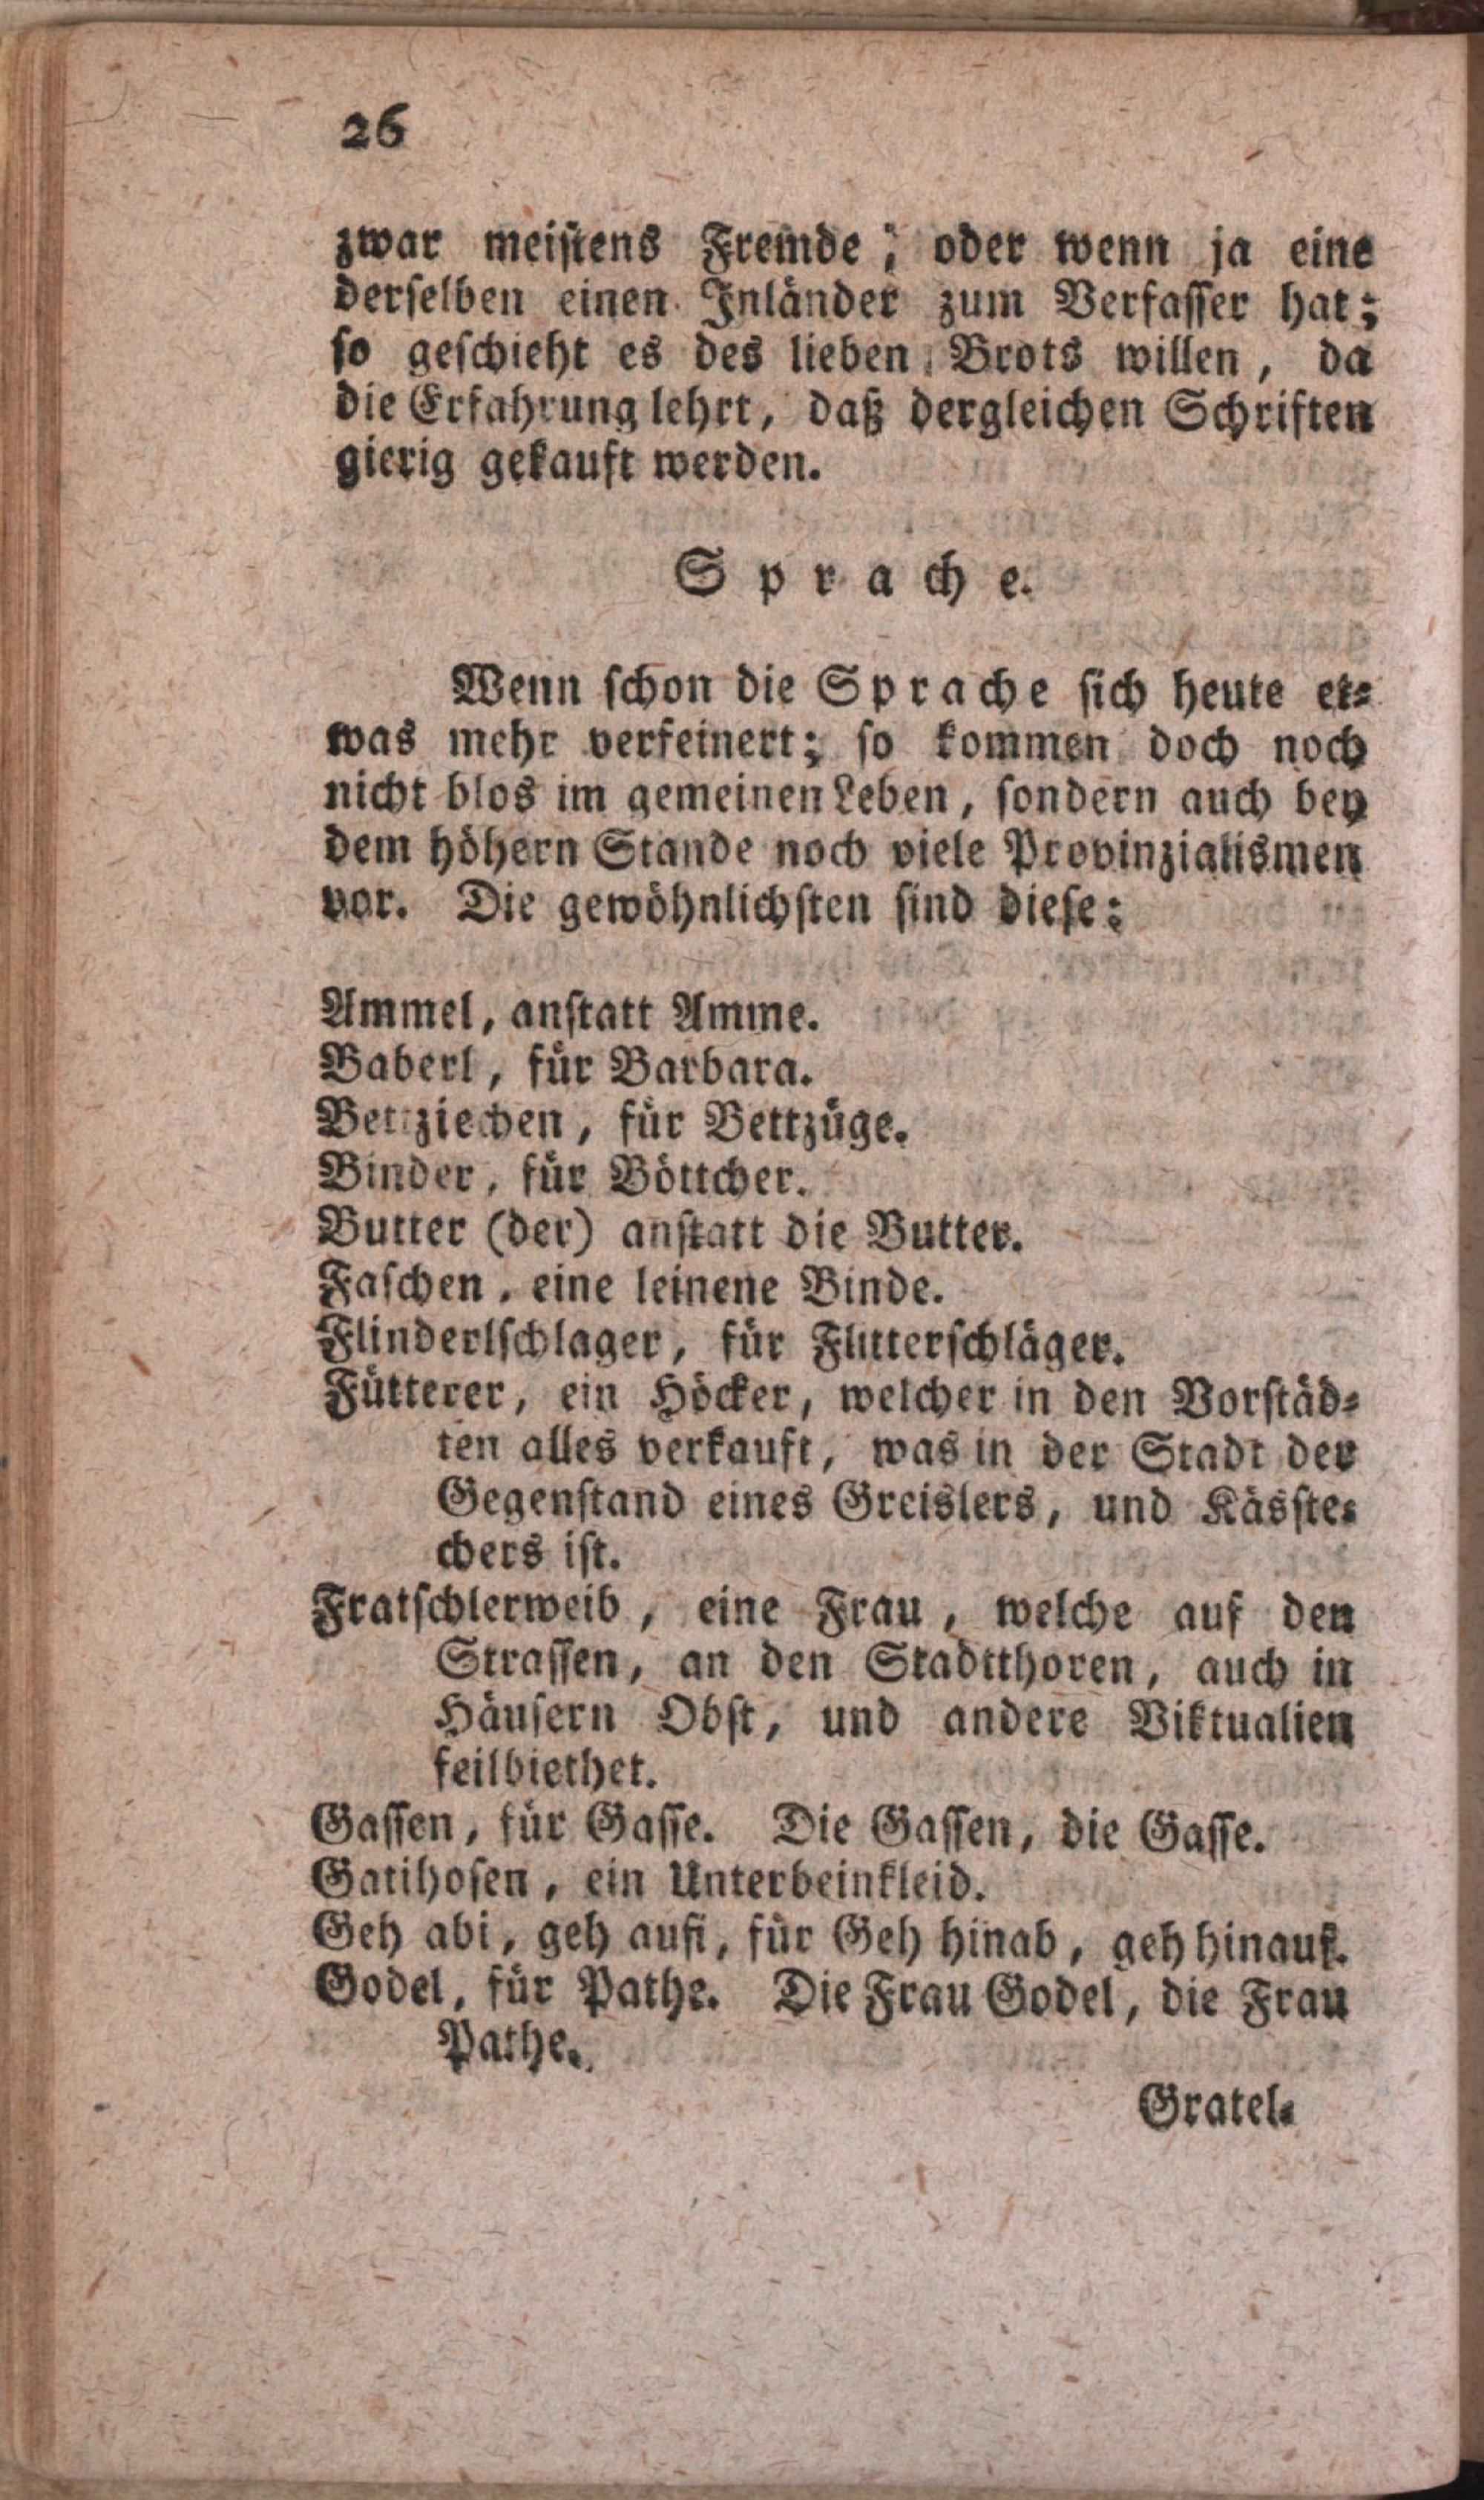 26
zwar meiſtens Fremde; oder wenn ja eine
derſelben einen Inländer zum Verfaſſer hat;
ſo geſchieht es des lieben Brots willen, da
die Erfahrung lehrt, daß dergleichen Schriften
gierig gekauft werden.
Sprache.
Wenn ſchon die Sprache ſich heute et⸗
was mehr verfeinert; ſo kommen doch noch
nicht blos im gemeinen Leben, ſondern auch bey
dem höhern Stande noch viele Provinzialismen
vor. Die gewöhnlichſten ſind dieſe:
Ammel, anſtatt Amme.
Baberl, für Barbara.
Bettziechen, für Bettzüge.
Binder, für Böttcher.
Butter (der) anſtatt die Butter.
Faſchen, eine leinene Binde.
Flinderlſchlager, für Flitterſchläger.
Fütterer, ein Höcker, welcher in den Vorſtäd⸗
ten alles verkauft, was in der Stadt der
Gegenſtand eines Greislers, und Käsſte⸗
chers iſt.
Fratſchlerweib, eine Frau, welche auf den
Straſſen, an den Stadtthoren, auch in
Häuſern Obſt, und andere Viktualien
feilbiethet.
Gaſſen, für Gaſſe. Die Gaſſen, die Gaſſe.
Gatihoſen, ein Unterbeinkleid.
Geh abi, geh aufi, für Geh hinab, geh hinauf.
Godel, für Pathe. Die Frau Godel, die Frau
Pathe.
Gratel⸗